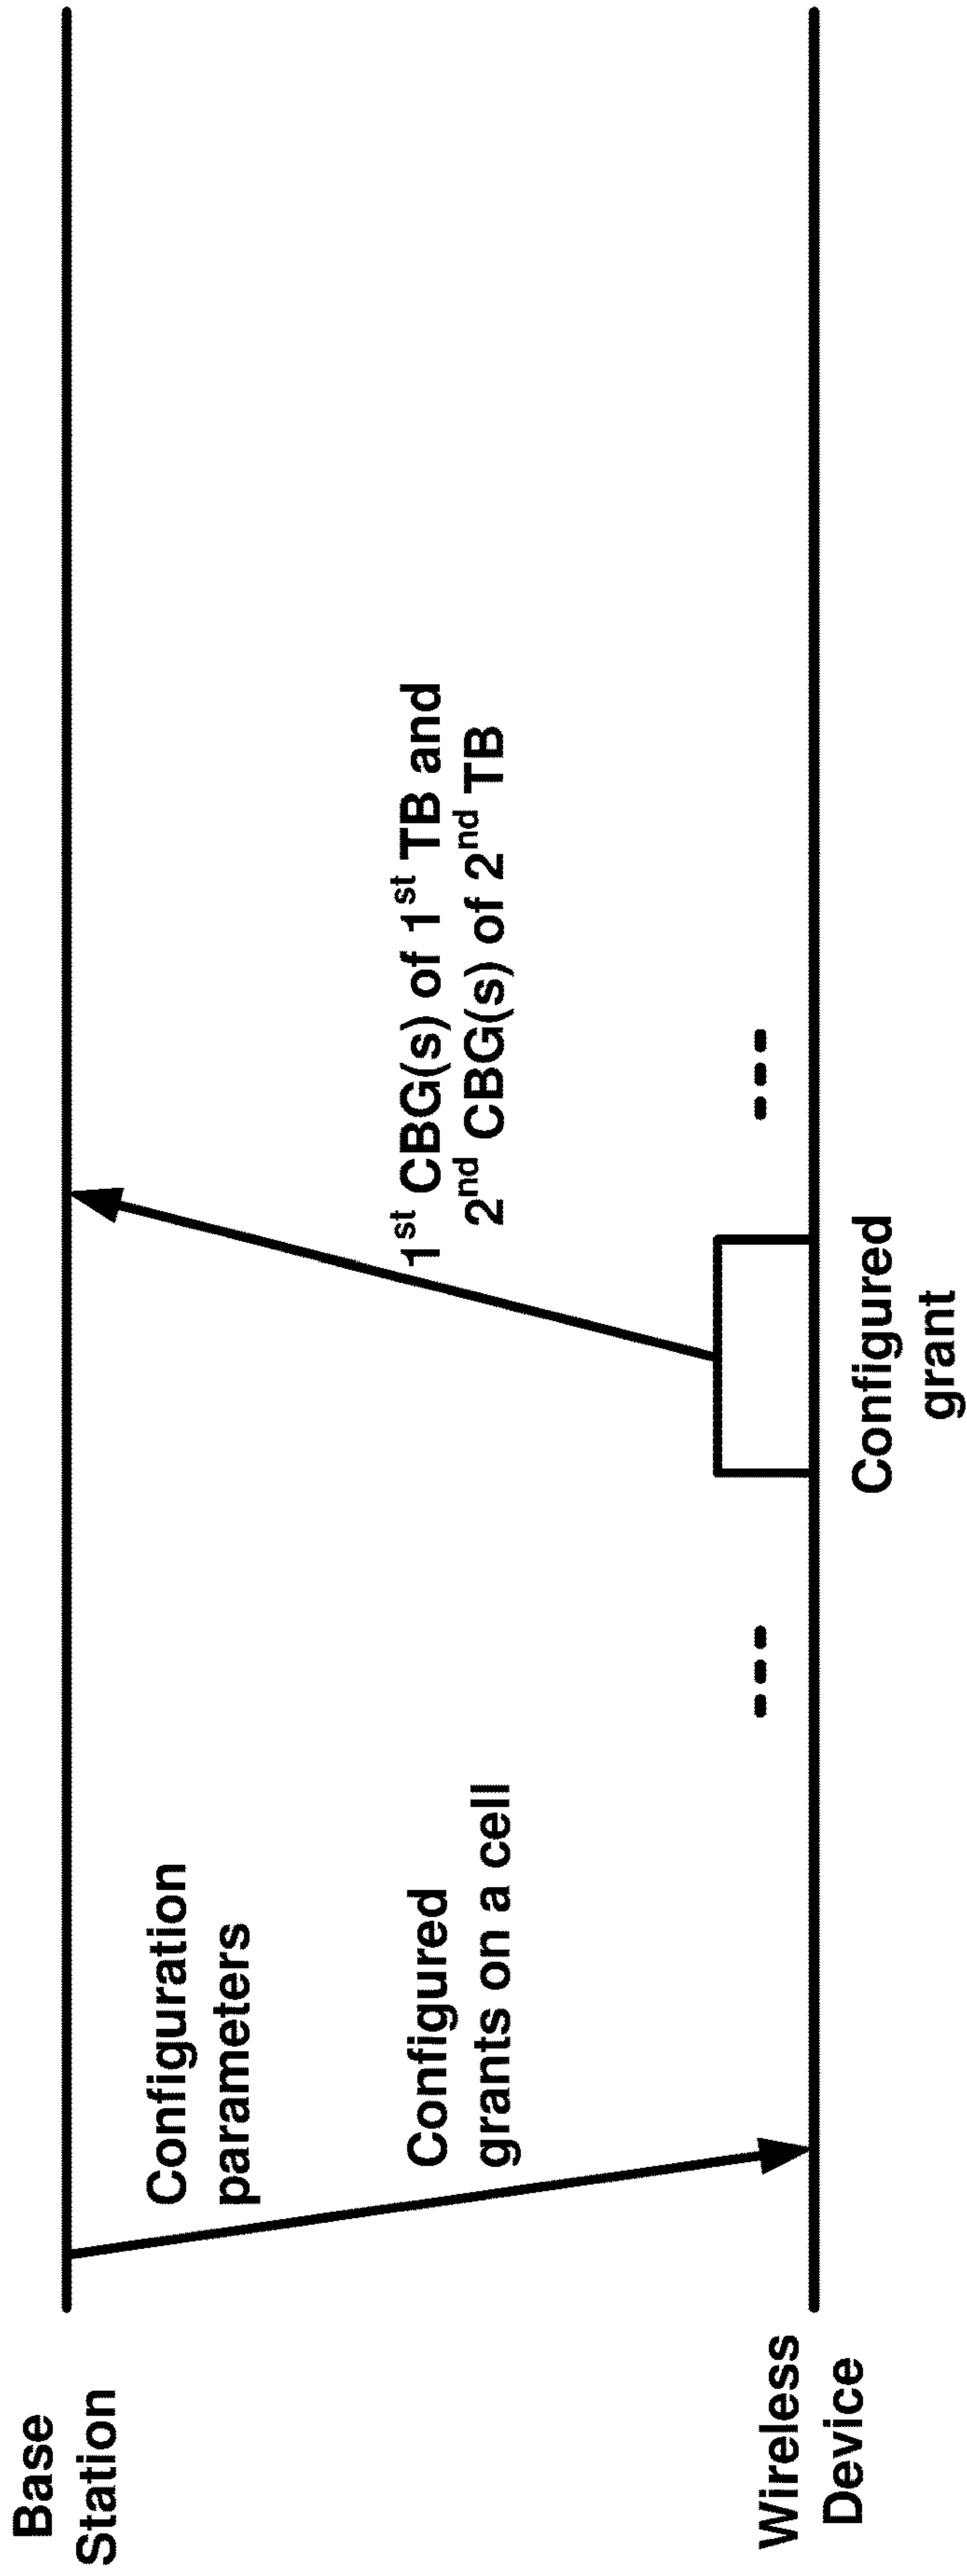 Base
Station
Configuration
parameters
Configured
grants on a cell
1st CBG(s) of 1st TB and
2nd CBG(s) of 2nd TB
Wireless
Device
Configured
grant